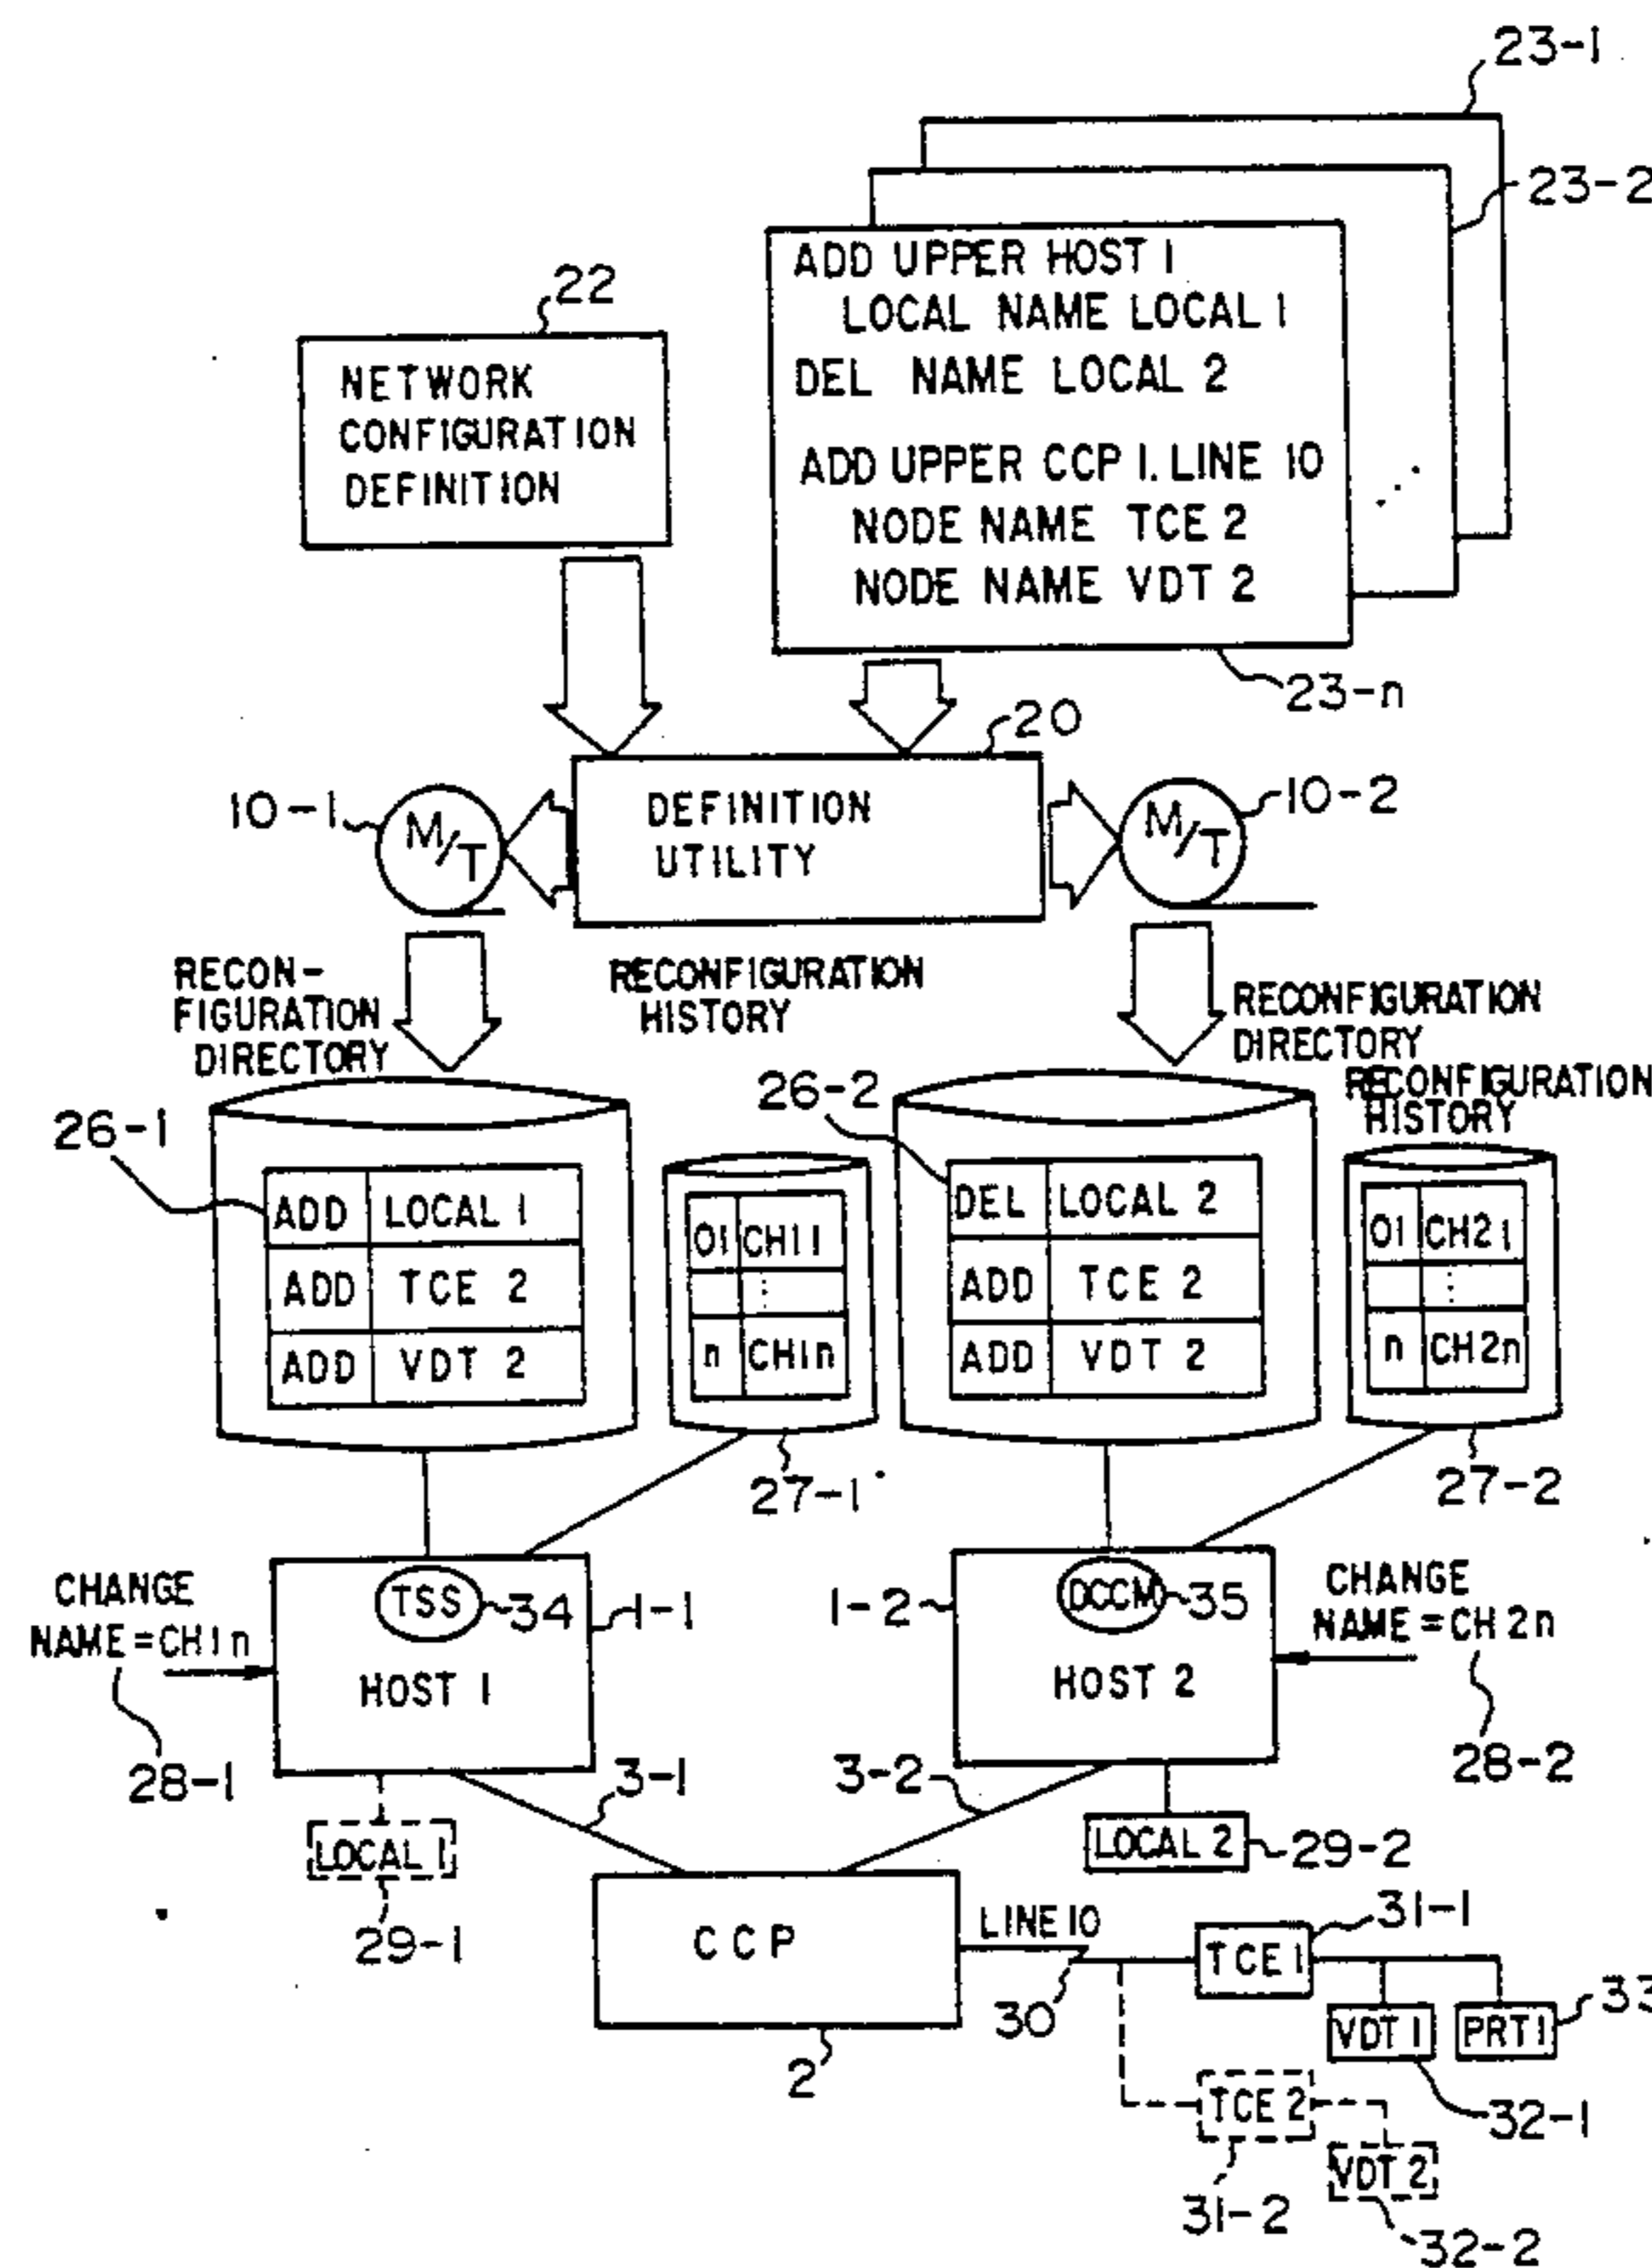 23-1
23-2
ADD UPPER HOST 1
LOCAL NAME LOCAL 1
DEL NAME LOCAL 2
ADD UPPER CCP 1. LINE 10
NODE NAME TCE 2
NODE NAME VDT 2
23-n
22
NETWORK
CONFIGURATION
DEFINITION
20
DEFINITION
UTILITY
10-1
M/T
M/T
10-2
RECON-
FIGURATION
DIRECTORY
RECONFIGURATION
HISTORY
RECONFIGURATION
DIRECTORY
RECONFIGURATION
HISTORY
26-1
ADD LOCAL 1
ADD TCE 2
ADD VDT 2
01 CH11
⋮
n CH1n
27-1
26-2
DEL LOCAL 2
ADD TCE 2
ADD VDT 2
01 CH21
⋮
n CH2n
27-2
CHANGE
NAME=CH1n
28-1
TSS
34
1-1
HOST 1
1-2
DCCM
35
HOST 2
CHANGE
NAME=CH2n
28-2
3-1
3-2
LOCAL 1
29-1
LOCAL 2
29-2
CCP
2
LINE 10
30
TCE 1
31-1
VDT 1
32-1
PRT 1
33
TCE 2
31-2
VDT 2
32-2